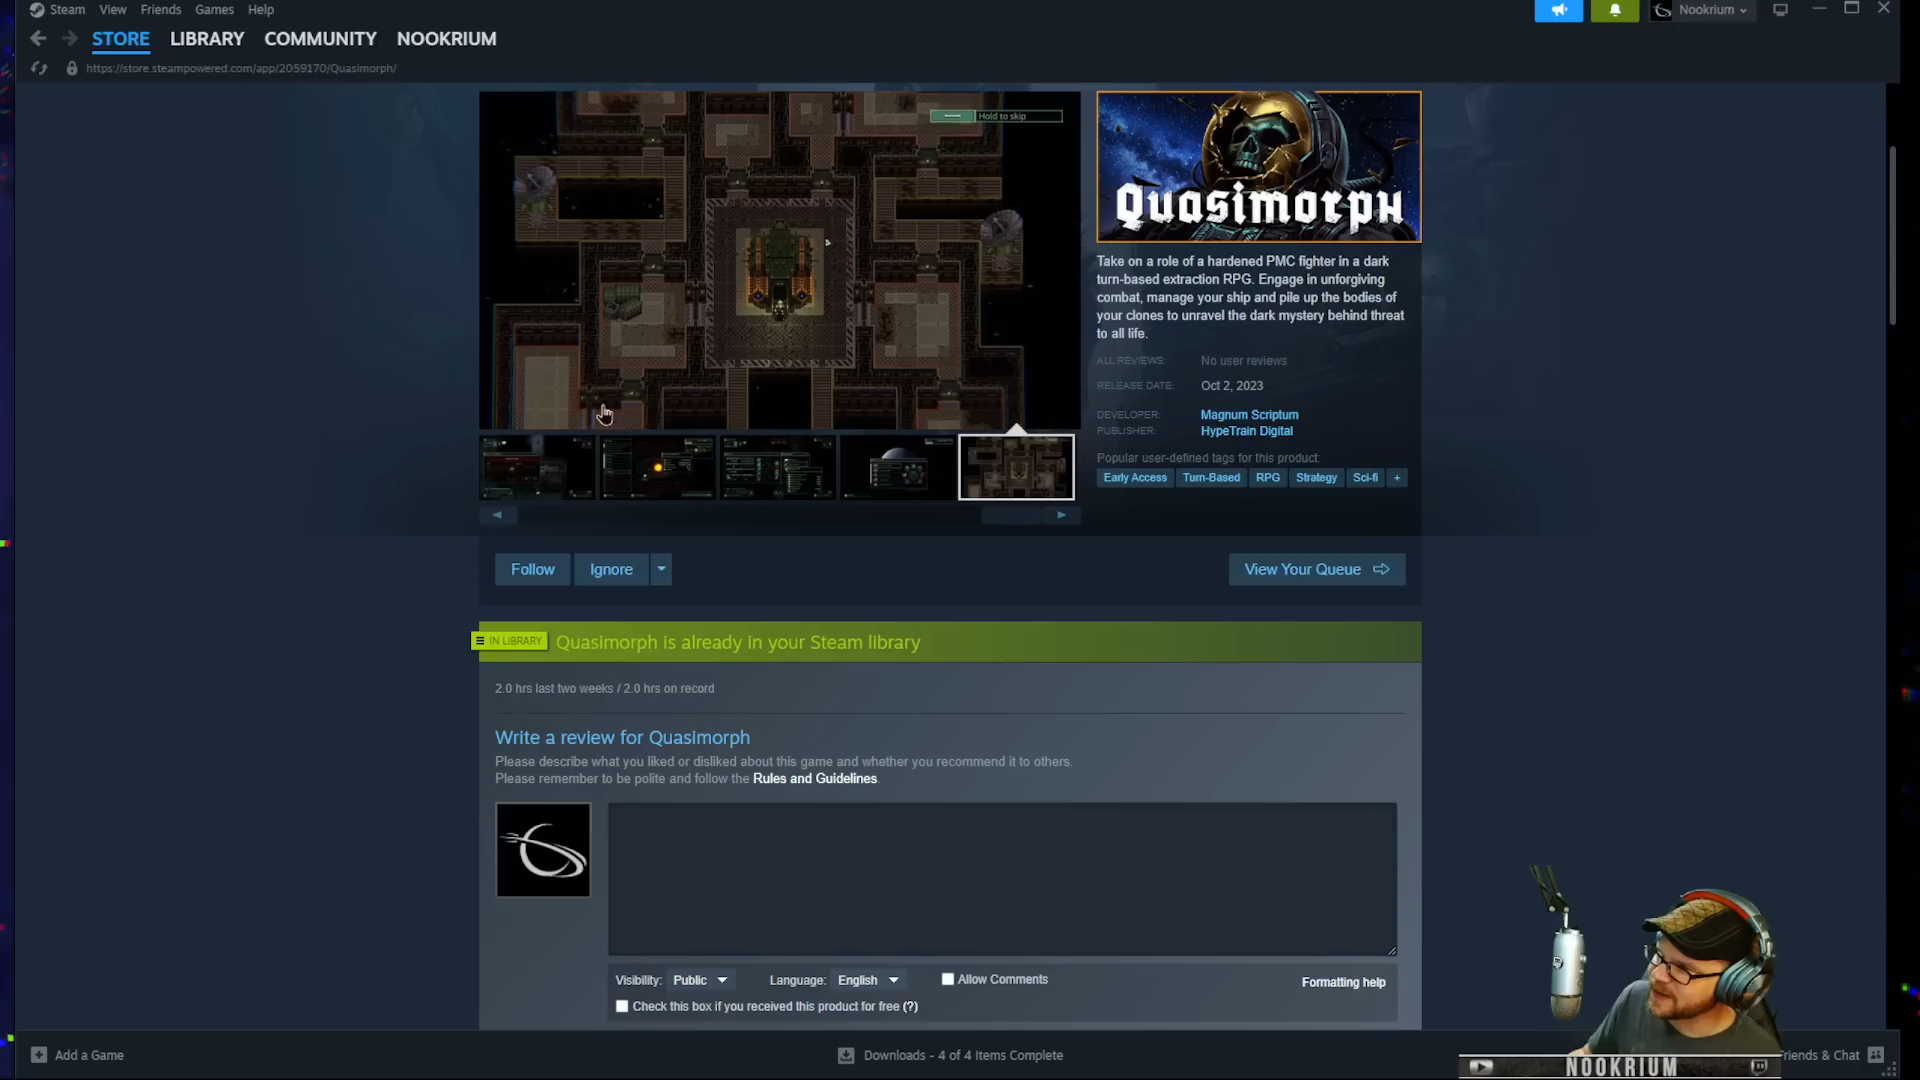 Steam View Friends Games Help
Nookrium
STORE LIBRARY COMMUNITY NOOKRIUM
https://store.steampowered.com/app/2059170/Quasimorph/
Hold to skip
Quasimorph
Take on a role of a hardened PMC fighter in a dark
turn-based extraction RPG. Engage in unforgiving
combat, manage your ship and pile up the bodies of
your clones to unravel the dark mystery behind threat
to all life.
ALL REVIEWS: No user reviews
RELEASE DATE: Oct 2, 2023
DEVELOPER: Magnum Scriptum
PUBLISHER: HypeTrain Digital
Popular user-defined tags for this product:
Early Access Turn-Based RPG Strategy Sci-fi +
Follow Ignore View Your Queue
IN LIBRARY Quasimorph is already in your Steam library
2.0 hrs last two weeks / 2.0 hrs on record
Write a review for Quasimorph
Please describe what you liked or disliked about this game and whether you recommend it to others.
Please remember to be polite and follow the Rules and Guidelines.
Visibility: Public Language: English Allow Comments Formatting help
Check this box if you received this product for free (?)
Add a Game Downloads - 4 of 4 Items Complete riends & Chat
NOOKRIUM